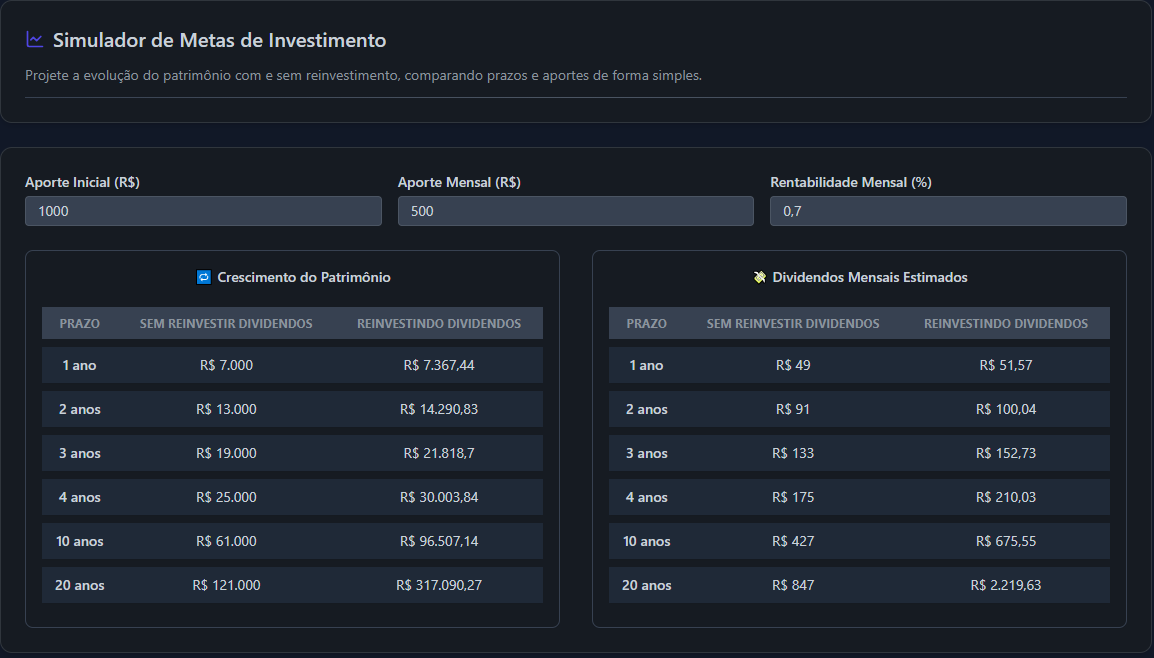 Simulador de Metas de Investimento
Projete a evolução do patrimônio com e sem reinvestimento, comparando prazos e aportes de forma simples.
Aporte Inicial (R$) Aporte Mensal (R$) Rentabilidade Mensal (%)
1000 500 0,7
Crescimento do Patrimônio
PRAZO SEM REINVESTIR DIVIDENDOS REINVESTINDO DIVIDENDOS
1 ano R$ 7.000 R$ 7.367,44
2 anos R$ 13.000 R$ 14.290,83
3 anos R$ 19.000 R$ 21.818,7
4 anos R$ 25.000 R$ 30.003,84
10 anos R$ 61.000 R$ 96.507,14
20 anos R$ 121.000 R$ 317.090,27
Dividendos Mensais Estimados
PRAZO SEM REINVESTIR DIVIDENDOS REINVESTINDO DIVIDENDOS
1 ano R$ 49 R$ 51,57
2 anos R$ 91 R$ 100,04
3 anos R$ 133 R$ 152,73
4 anos R$ 175 R$ 210,03
10 anos R$ 427 R$ 675,55
20 anos R$ 847 R$ 2.219,63